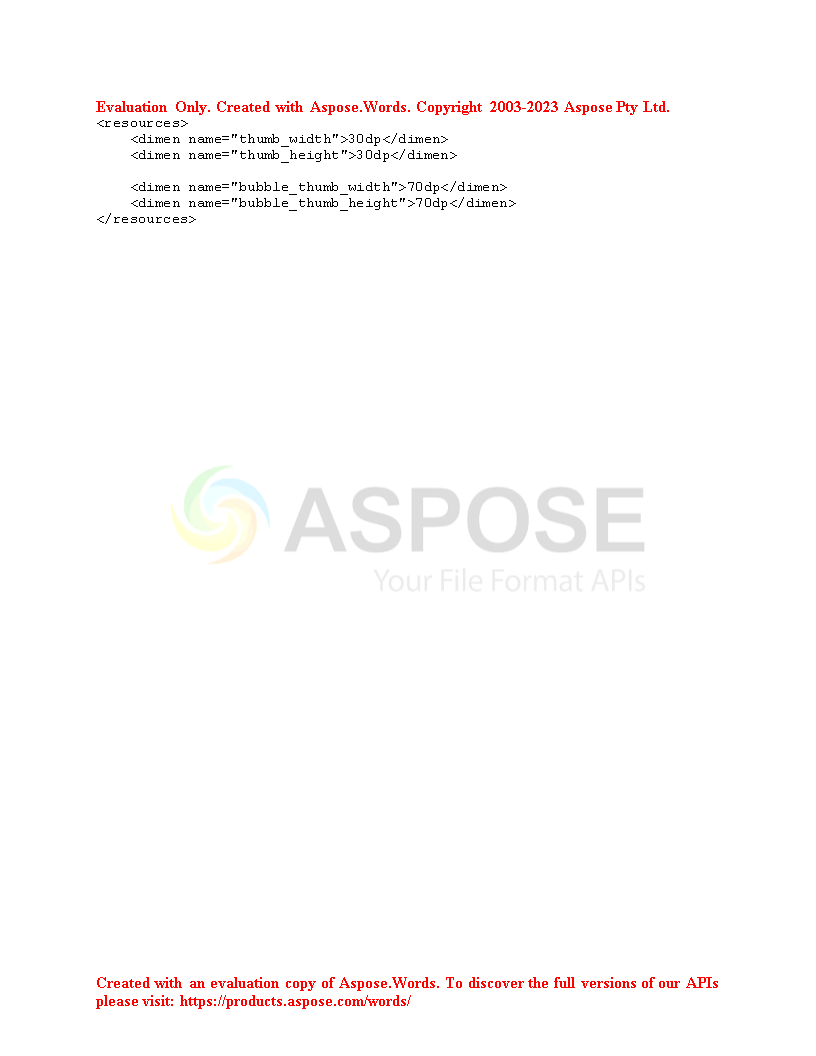 Evaluation Only. Created with Aspose.Words. Copyright 2003-2023 Aspose Pty Ltd.
<resources>
    <dimen name="thumb_width">30dp</dimen>
    <dimen name="thumb_height">30dp</dimen>

    <dimen name="bubble_thumb_width">70dp</dimen>
    <dimen name="bubble_thumb_height">70dp</dimen>
</resources>
ASPOSE
Your File Format APIs
Created with an evaluation copy of Aspose.Words. To discover the full versions of our APIs
please visit: https://products.aspose.com/words/